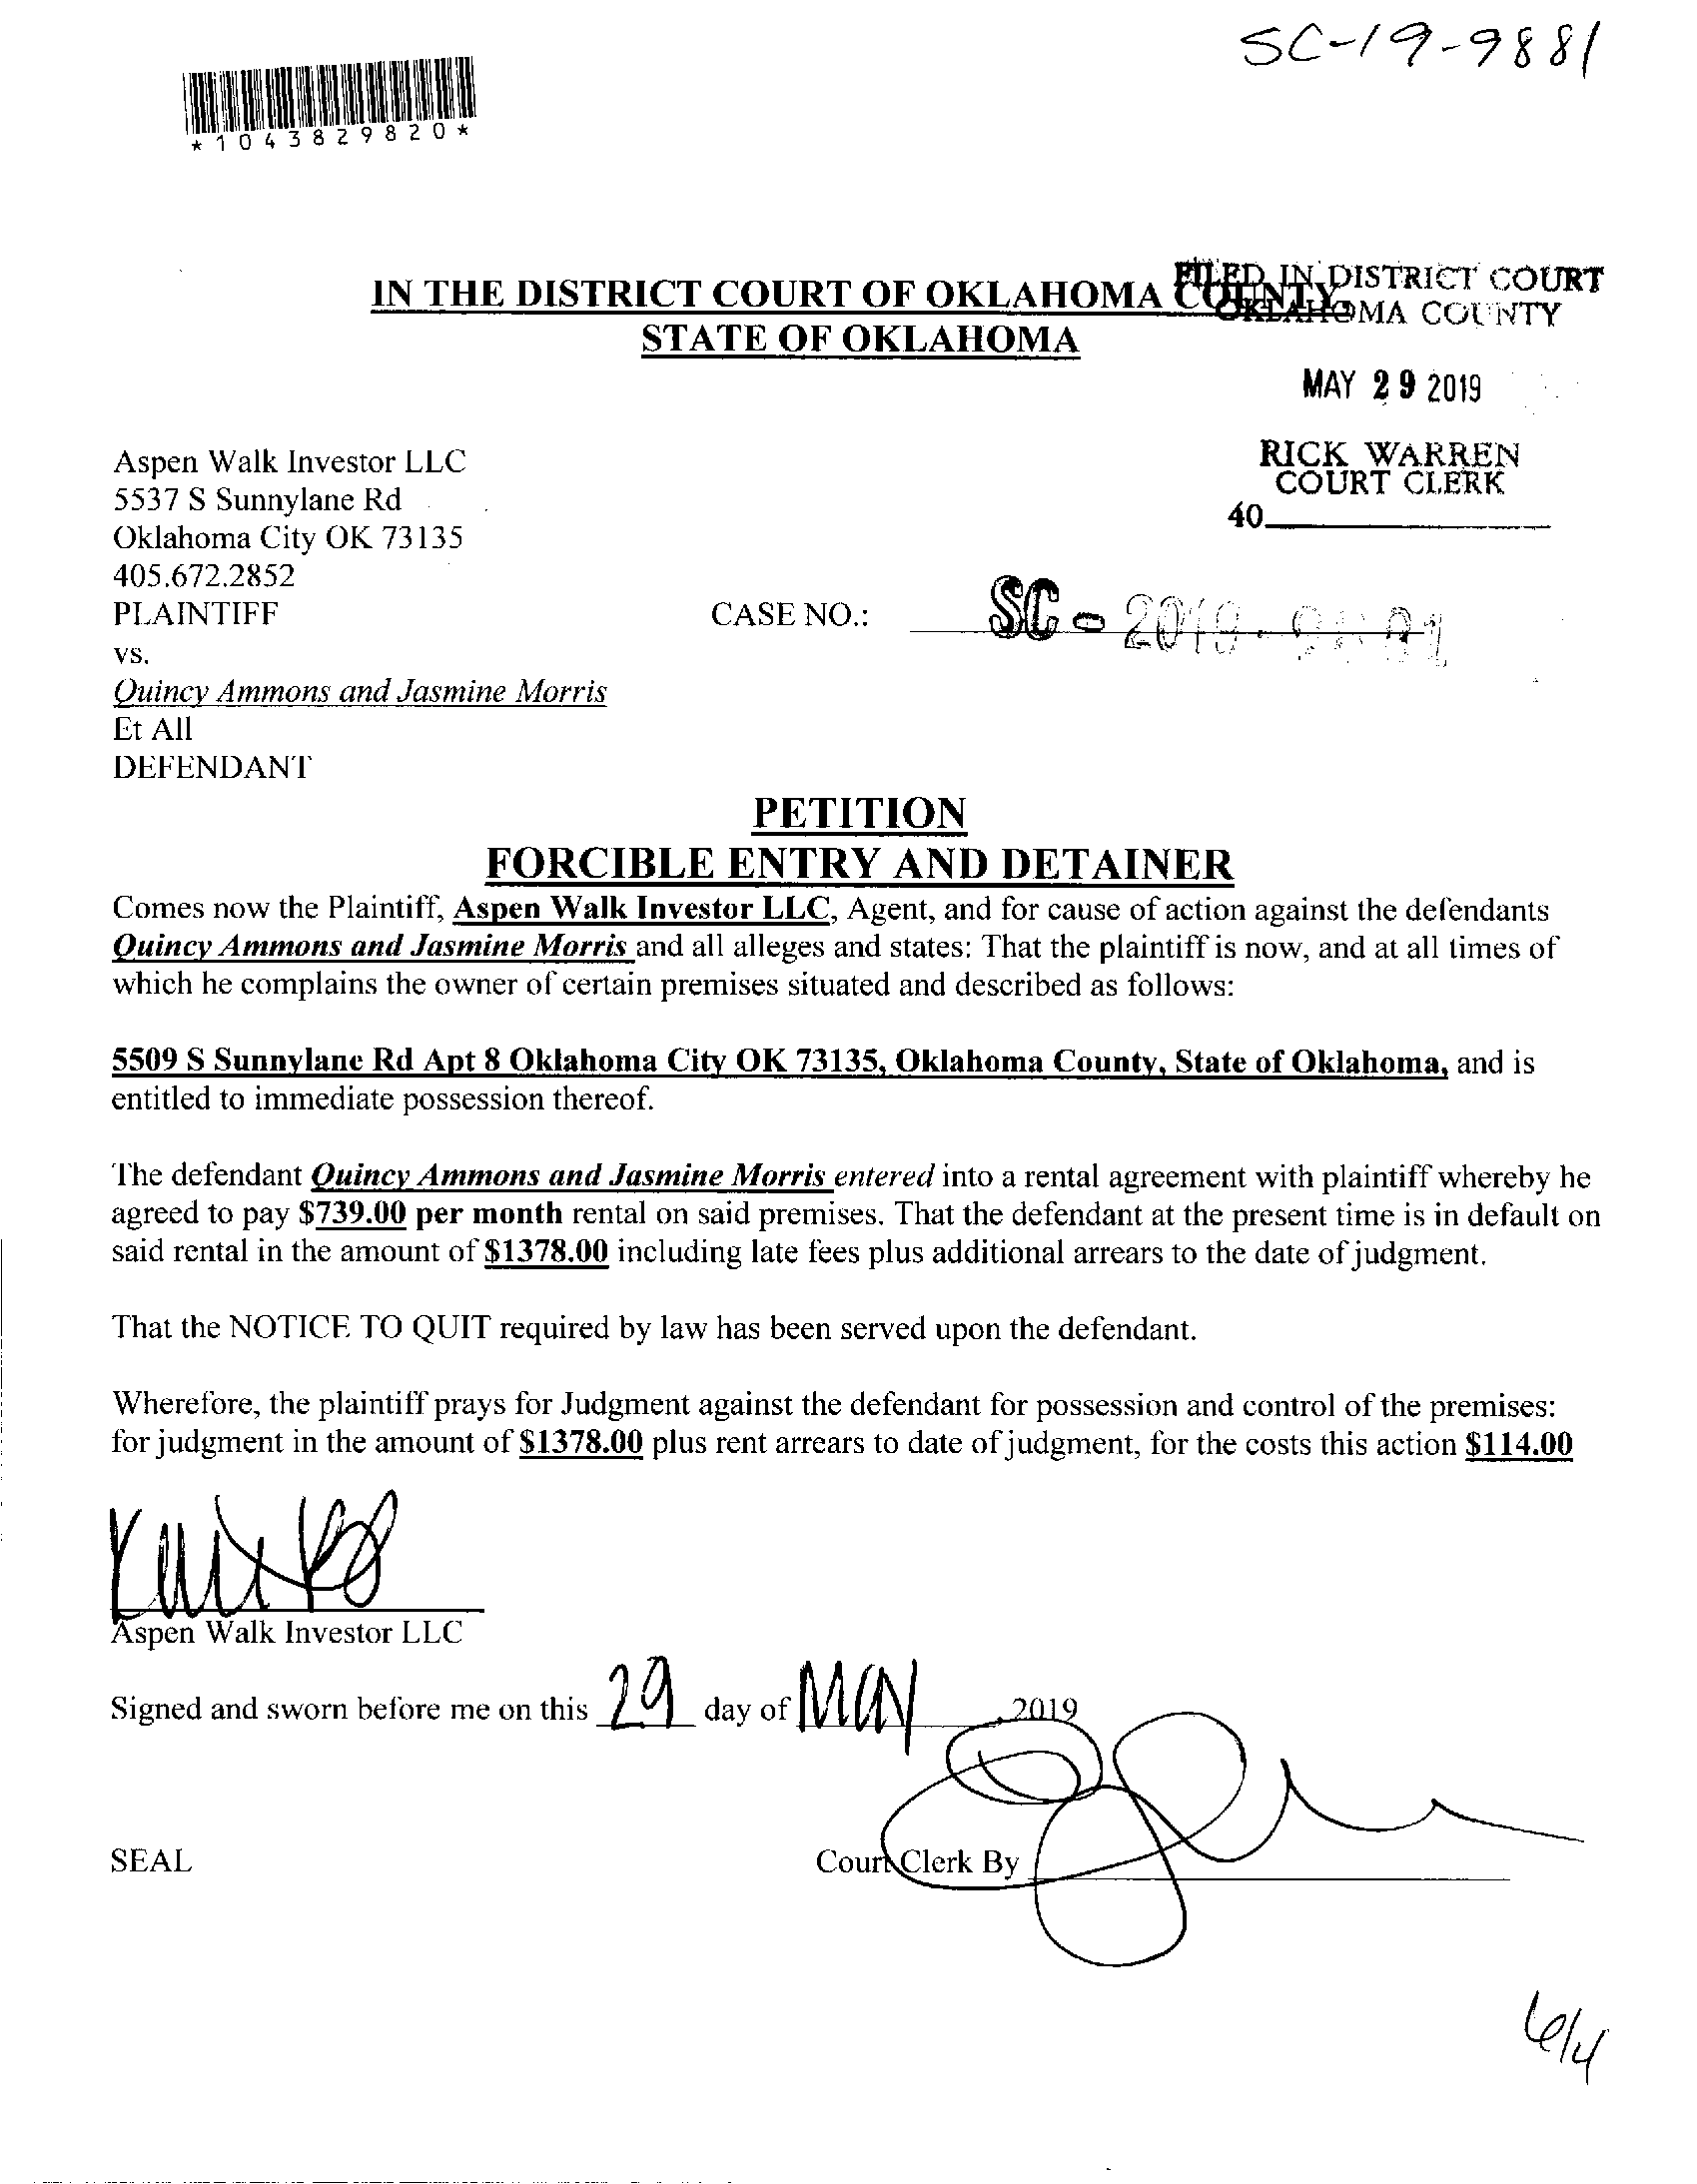 SC-19-9881
*1043829820*
IN THE DISTRICT COURT OF OKLAHOMA COUNTY,
STATE OF OKLAHOMA
FILED IN DISTRICT COURT
OKLAHOMA COUNTY
MAY 29 2019
RICK WARREN
COURT CLERK
40
Aspen Walk Investor LLC
5537 S Sunnylane Rd
Oklahoma City OK 73135
405.672.2852
PLAINTIFF
CASE NO.: SC - 2019 -
vs.
Quincy Ammons and Jasmine Morris
Et All
DEFENDANT
PETITION
FORCIBLE ENTRY AND DETAINER
Comes now the Plaintiff, Aspen Walk Investor LLC, Agent, and for cause of action against the defendants
Quincy Ammons and Jasmine Morris and all alleges and states: That the plaintiff is now, and at all times of
which he complains the owner of certain premises situated and described as follows:
5509 S Sunnylane Rd Apt 8 Oklahoma City OK 73135, Oklahoma County, State of Oklahoma, and is
entitled to immediate possession thereof.
The defendant Quincy Ammons and Jasmine Morris entered into a rental agreement with plaintiff whereby he
agreed to pay $739.00 per month rental on said premises. That the defendant at the present time is in default on
said rental in the amount of $1378.00 including late fees plus additional arrears to the date of judgment.
That the NOTICE TO QUIT required by law has been served upon the defendant.
Wherefore, the plaintiff prays for Judgment against the defendant for possession and control of the premises:
for judgment in the amount of $1378.00 plus rent arrears to date of judgment, for the costs this action $114.00
Aspen Walk Investor LLC
Signed and sworn before me on this 29 day of MAY, 2019
SEAL
Court Clerk By
6/4